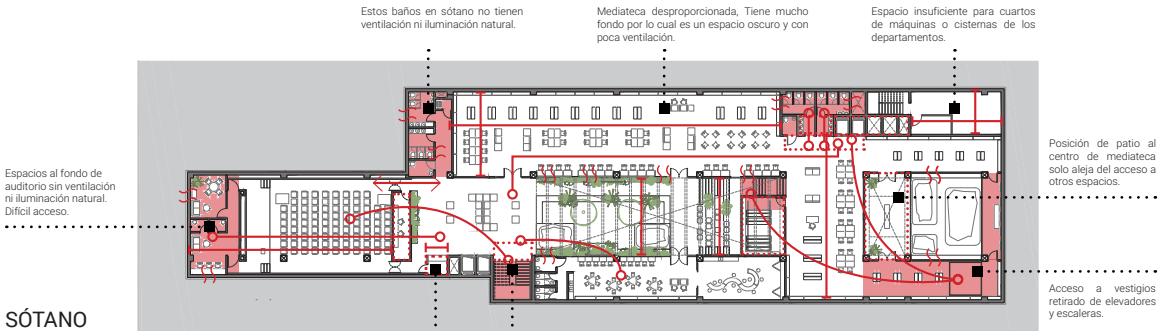 Estos baños en sótano no tienen
ventilación ni iluminación natural.
Mediateca desproporcionada, Tiene mucho
fondo por lo cual es un espacio oscuro y con
poca ventilación.
Espacio insuficiente para cuartos
de máquinas o cisternas de los
departamentos.
Espacios al fondo de
auditorio sin ventilación
ni iluminación natural.
Difícil acceso.
Posición de patio al
centro de mediateca
solo aleja del acceso a
otros espacios.
Acceso a vestigios
retirado de elevadores
y escaleras.
SÓTANO